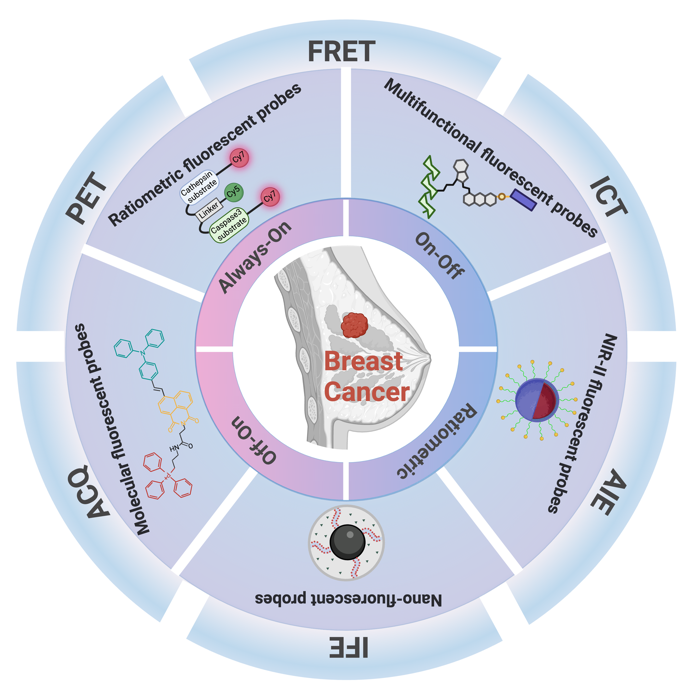 FRET
ICT
AIE
IFE
ACQ
PET
Ratiometric fluorescent probes
Cy7
Cathepsin
substrate
Cy5
Linker
Cy7
Caspase3
substrate
Multifunctional fluorescent probes
NIR-II fluorescent probes
Nano-fluorescent probes
Molecular fluorescent probes
N
O
N
O
HN
O
P
Always-On
On-Off
Ratiometric
Off-On
Breast
Cancer